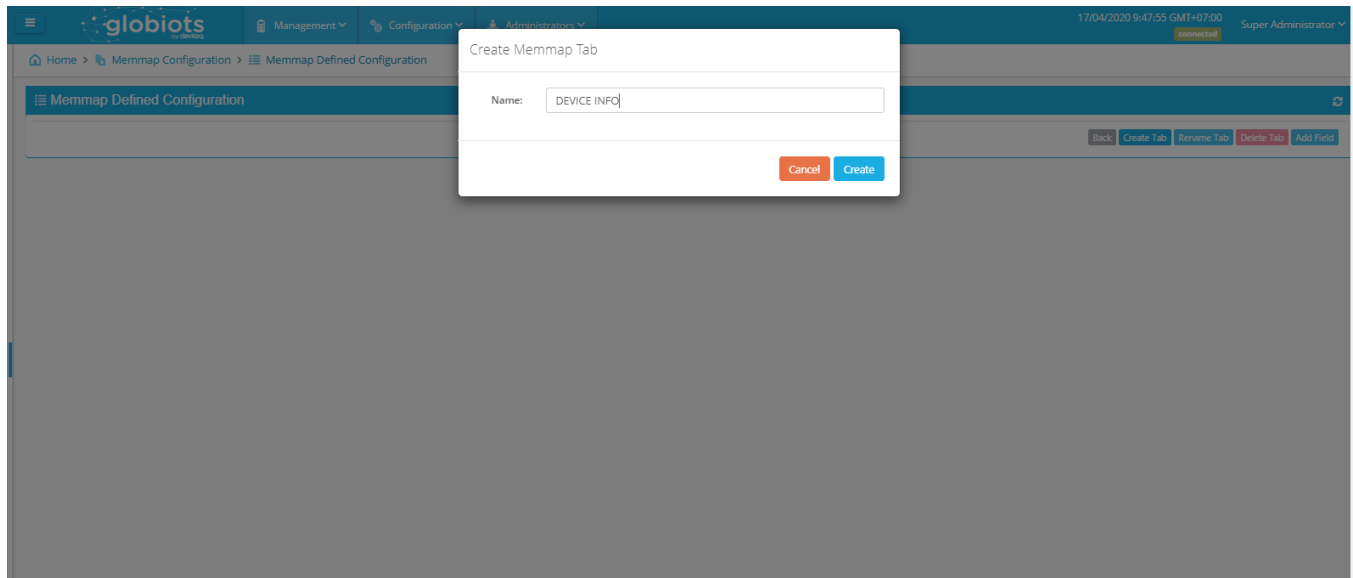 globiots
by deviceq
Management
Configuration
Administrators
17/04/2020 9:47:55 GMT+07:00
connected
Super Administrator
Home > Memmap Configuration > Memmap Defined Configuration
Create Memmap Tab
Memmap Defined Configuration
Name: DEVICE INFO
Back Create Tab Rename Tab Delete Tab Add Field
Cancel Create